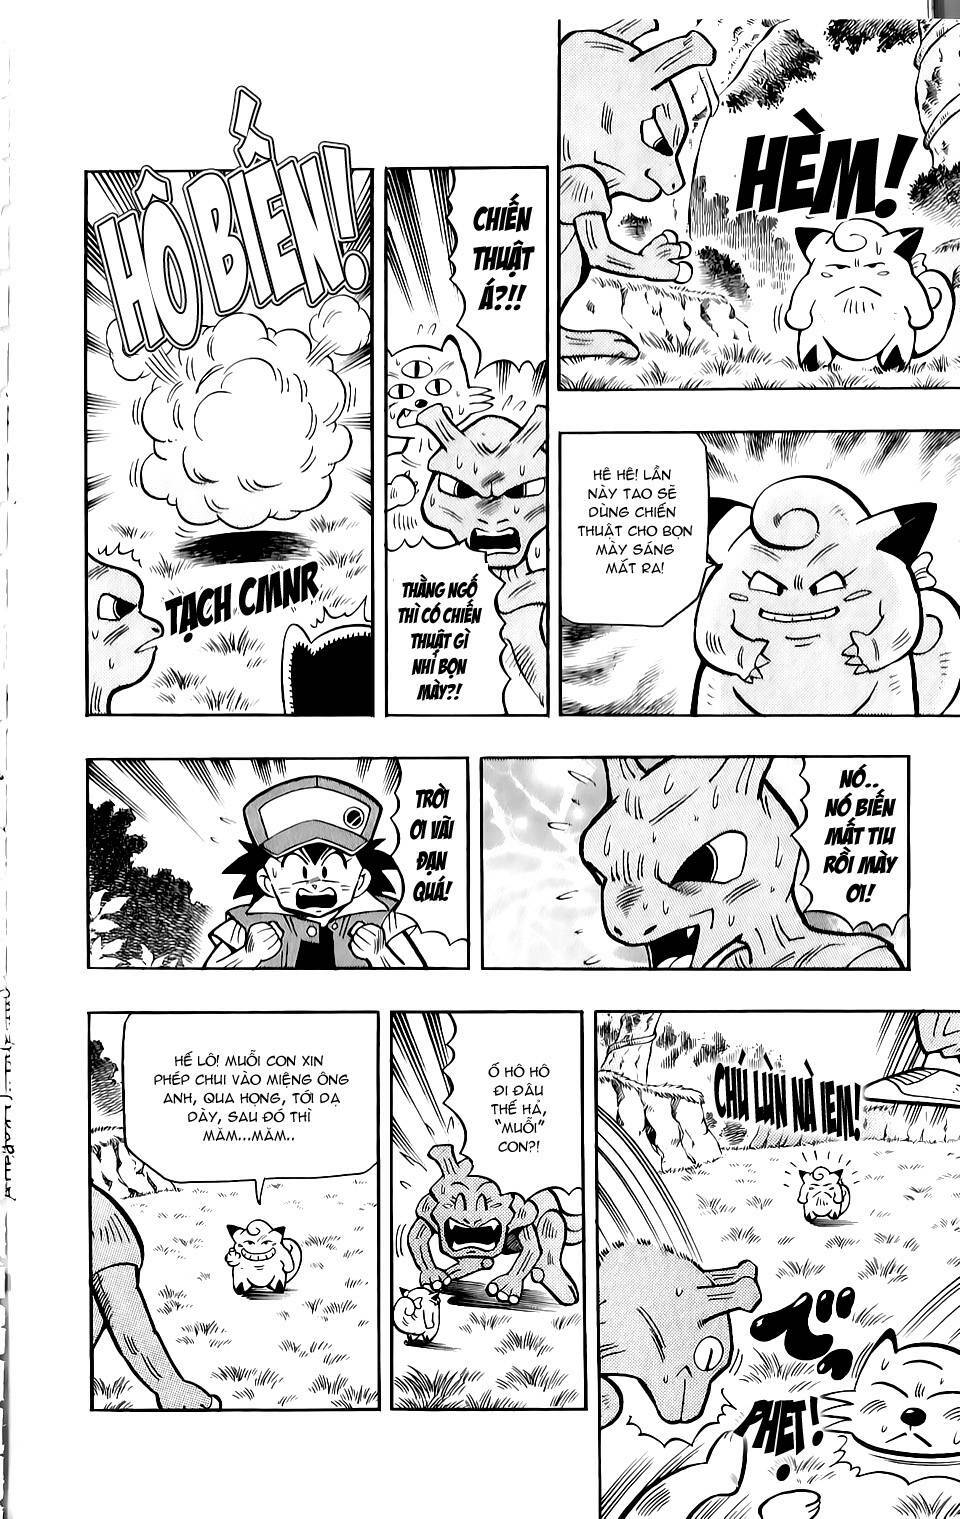 HÈM!
HÊ HÊ! LẦN
NÀY TAO SẼ
DÙNG CHIẾN
THUẬT CHO BỌN
MÀY SÁNG
MẮT RA!
CHIẾN
THUẬT
Á?!!
THẰNG NGỐ
THÌ CÓ CHIẾN
THUẬT GÌ
NHỈ BỌN
MÀY?!
HÔ BIẾN!
TẠCH CMNR
NÓ..
NÓ BIẾN
MẤT TIU
RỒI MÀY
ƠI!
TRỜI
ƠI VÃI
ĐẠN
QUÁ!
CHÚ LÙN NÀ IEM!
ズでっ
PHẸT!
Ố HÔ HÔ
ĐI ĐÂU
THẾ HẢ,
"MUỖI"
CON?!
HẾ LÔ! MUỖI CON XIN
PHÉP CHUI VÀO MIỆNG ÔNG
ANH, QUA HỌNG, TỚI DẠ
DÀY, SAU ĐÓ THÌ
MĂM...MĂM..